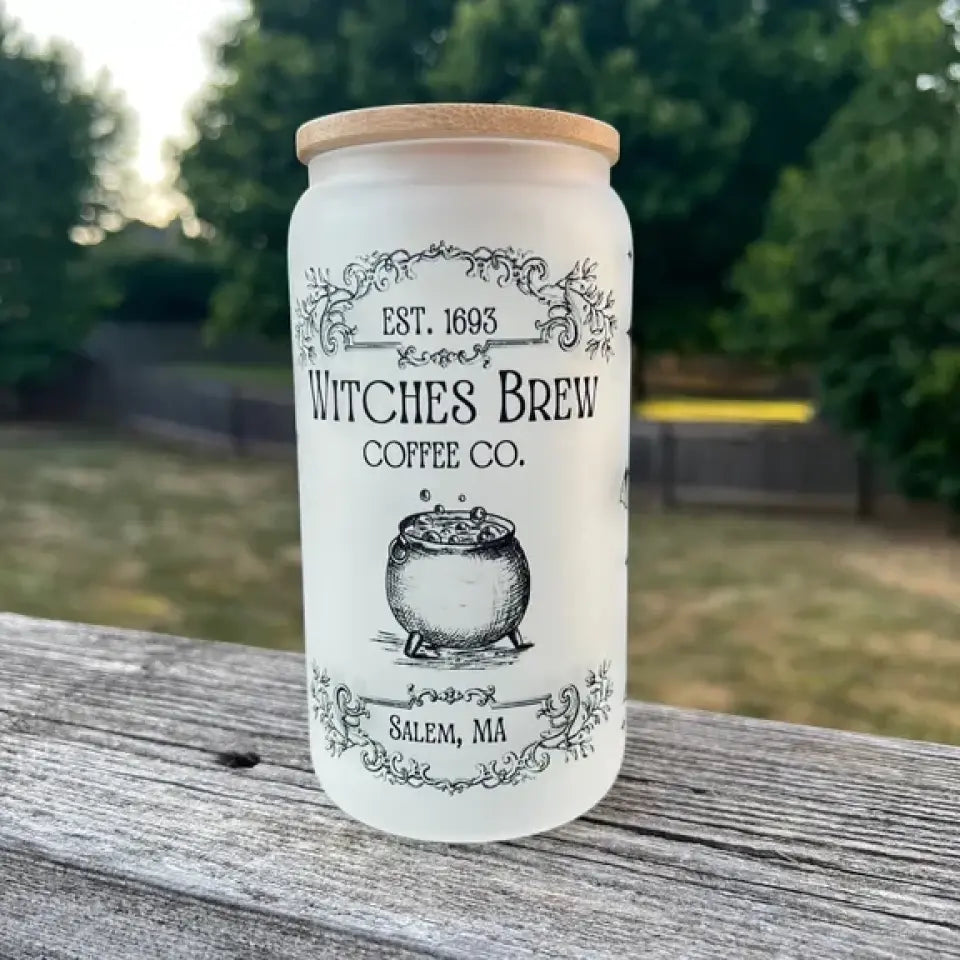 EST. 1693
WITCHES BREW
COFFEE CO.
SALEM, MA